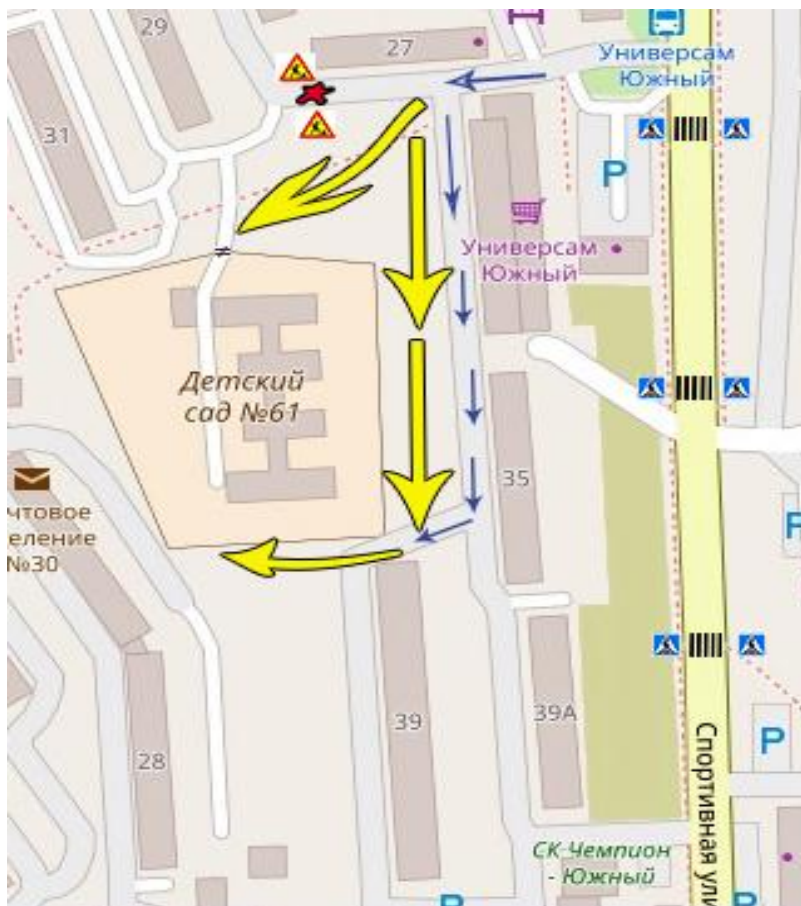 29
27
Универсам
Южный
31
P
Универсам
Южный
Детский
сад №61
35
чтовое
еление
№30
P
39
39А
28
P
Спортивная ули
СК Чемпион
- Южный
P
P